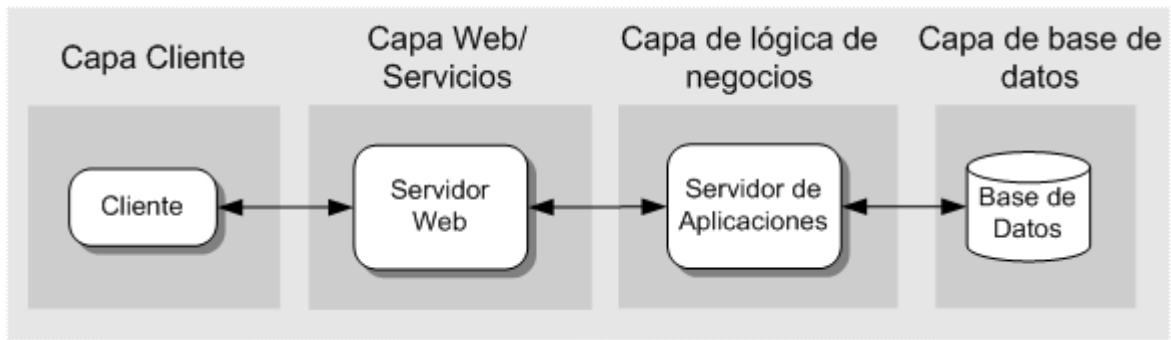 Capa Cliente
Capa Web/
Servicios
Capa de lógica de
negocios
Capa de base de
datos
Cliente
Servidor
Web
Servidor de
Aplicaciones
Base de
Datos